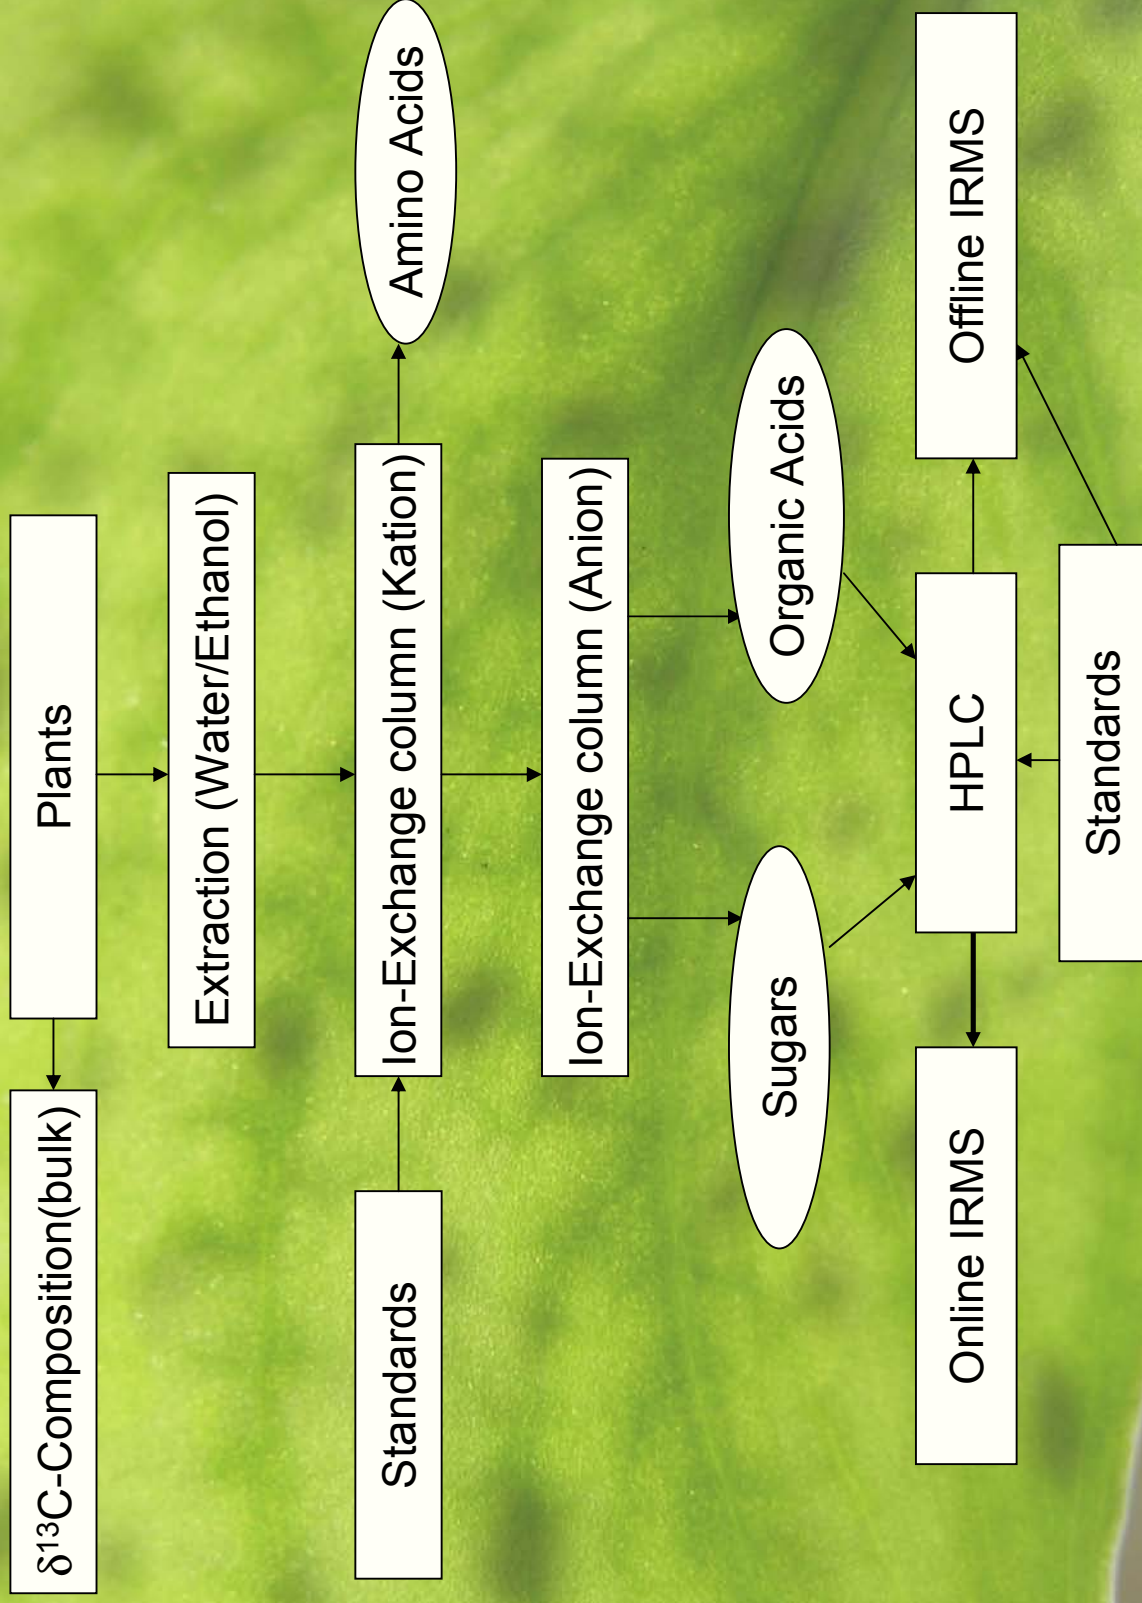 δ¹³C-Composition(bulk)
Plants
Extraction (Water/Ethanol)
Standards
Ion-Exchange column (Kation)
Amino Acids
Ion-Exchange column (Anion)
Sugars
Organic Acids
Online IRMS
HPLC
Offline IRMS
Standards